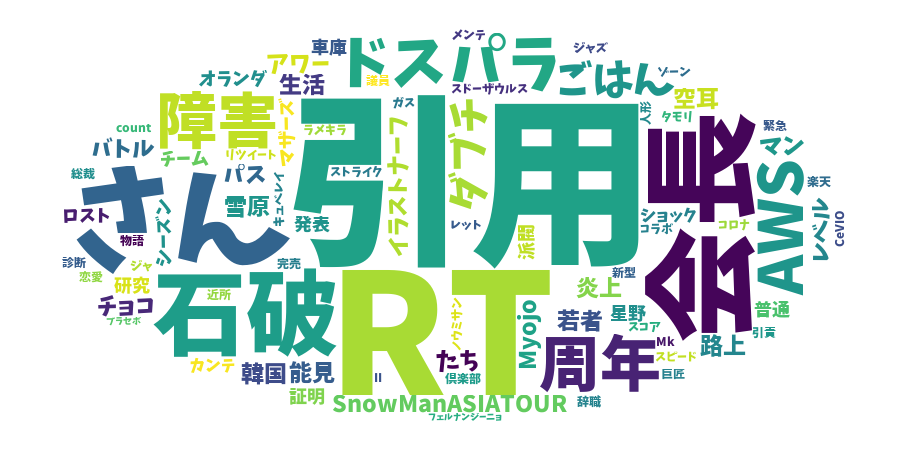 メンテ
車庫
ドスパラ
ジャズ
アワー
ごはん
ゾーン
オランダ
議員
生活
スドーザウルス
空耳
障害
引用
ガス
ダブチ
人形
タモリ
会長
count
マザーズ
ラメキラ
イラストナーフ
緊急
バトル
チーム
リツイート
マン
AWS
さん
パス
ストライク
総裁
楽天
キュベレイ
雪原
ロスト
シーズン
発表
レット
派閥
ショック
コラボ
コロナ
レベル
CeVIO
物語
診断
ジャ
完売
新型
恋愛
石破
RT
研究
近所
炎上
チョコ
ノウミサン
Myojo
若者
星野
普通
プラセボ
スコア
引責
周年
Mk
路上
たち
スピード
カンテ
韓国
能見
II
倶楽部
巨匠
証明
SnowManASIATOUR
辞職
フェルナンジーニョ